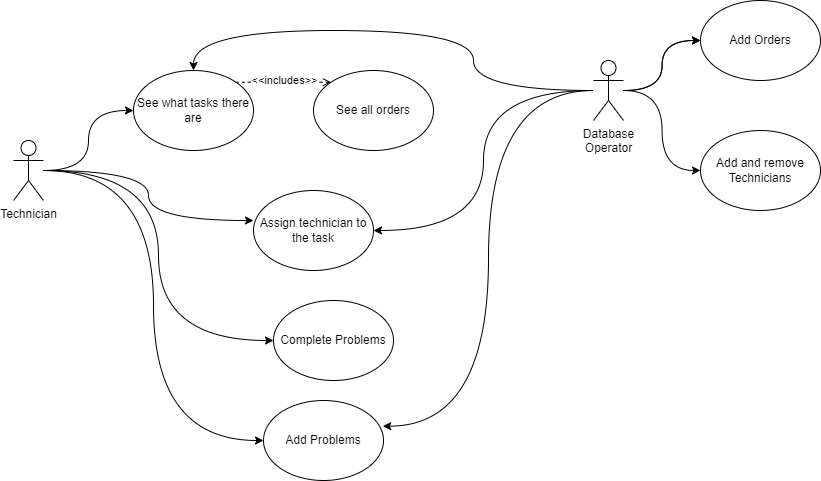 Add Orders
<<includes>>
See what tasks there
are
See all orders
Database
Operator
Add and remove
Technicians
Technician
Assign technician to
the task
Complete Problems
Add Problems